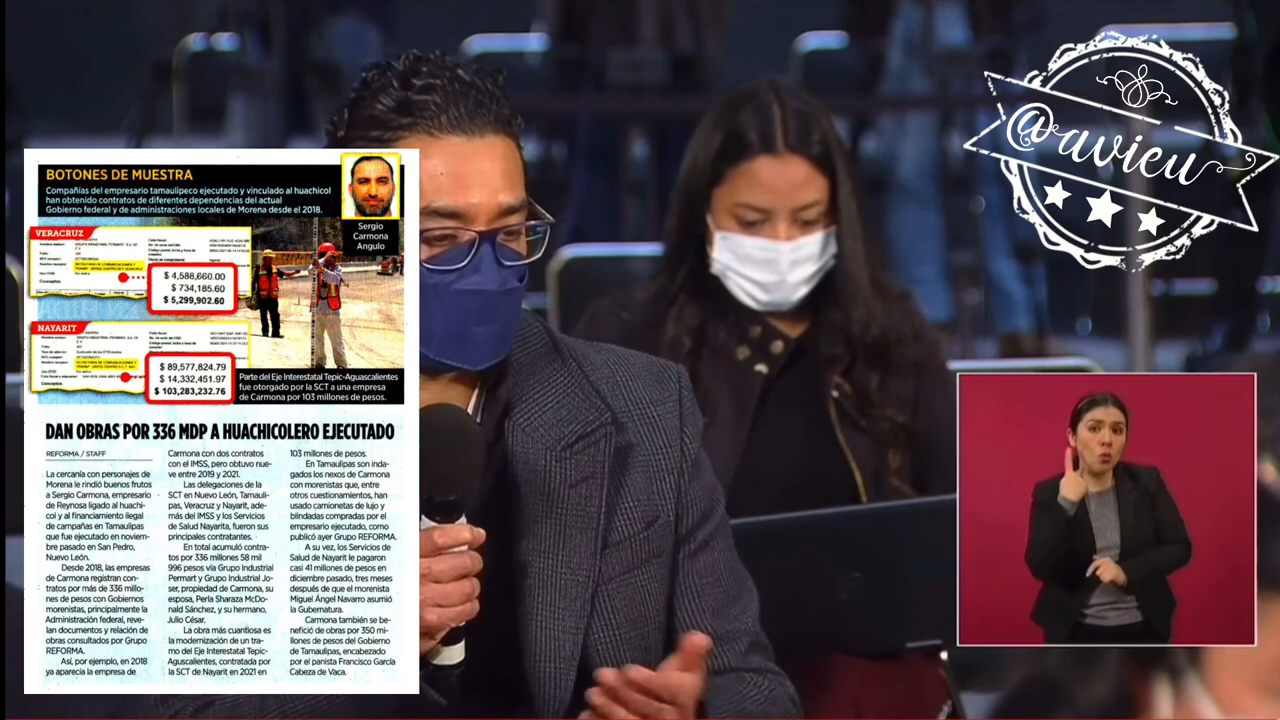 BOTONES DE MUESTRA
Compañías del empresario tamaulipeco ejecutado y vinculado al huachicol
han obtenido contratos de diferentes dependencias del actual
Gobierno federal y de administraciones locales de Morena desde el 2018.
Sergio
Carmona
Angulo
VERACRUZ
$ 4,588,660.00
$ 734,185.60
$ 5,299,902.60
Conceptos
NAYARIT
$ 89,577,824.79
$ 14,332,451.97
$ 103,283,232.76
Conceptos
Parte del Eje Interestatal Tepic-Aguascalientes
fue otorgado por la SCT a una empresa
de Carmona por 103 millones de pesos.
DAN OBRAS POR 336 MDP A HUACHICOLERO EJECUTADO
REFORMA / STAFF
La cercanía con personajes de
Morena le rindió buenos frutos
a Sergio Carmona, empresario
de Reynosa ligado al huachi-
col y al financiamiento ilegal
de campañas en Tamaulipas
que fue ejecutado en noviem-
bre pasado en San Pedro,
Nuevo León.
Desde 2018, las empresas
de Carmona registran con-
tratos por más de 336 millo-
nes de pesos con Gobiernos
morenistas, principalmente la
Administración federal, reve-
lan documentos y relación de
obras consultados por Grupo
REFORMA.
Así, por ejemplo, en 2018
ya aparecía la empresa de
Carmona con dos contratos
con el IMSS, pero obtuvo nue-
ve entre 2019 y 2021.
Las delegaciones de la
SCT en Nuevo León, Tamauli-
pas, Veracruz y Nayarit, ade-
más del IMSS y los Servicios
de Salud Nayarita, fueron sus
principales contratantes.
En total acumuló contra-
tos por 336 millones 58 mil
996 pesos vía Grupo Industrial
Permart y Grupo Industrial Jo-
ser, propiedad de Carmona, su
esposa, Perla Sharaza McDo-
nald Sánchez, y su hermano,
Julio César.
La obra más cuantiosa es
la modernización de un tra-
mo del Eje Interestatal Tepic-
Aguascalientes, contratada por
la SCT de Nayarit en 2021 en
103 millones de pesos.
En Tamaulipas son inda-
gados los nexos de Carmona
con morenistas que, entre
otros cuestionamientos, han
usado camionetas de lujo y
blindadas compradas por el
empresario ejecutado, como
publicó ayer Grupo REFORMA.
A su vez, los Servicios de
Salud de Nayarit le pagaron
casi 41 millones de pesos en
diciembre pasado, tres meses
después de que el morenista
Miguel Ángel Navarro asumió
la Gubernatura.
Carmona también se be-
nefició de obras por 350 mi-
llones de pesos del Gobierno
de Tamaulipas, encabezado
por el panista Francisco García
Cabeza de Vaca.
@avieu